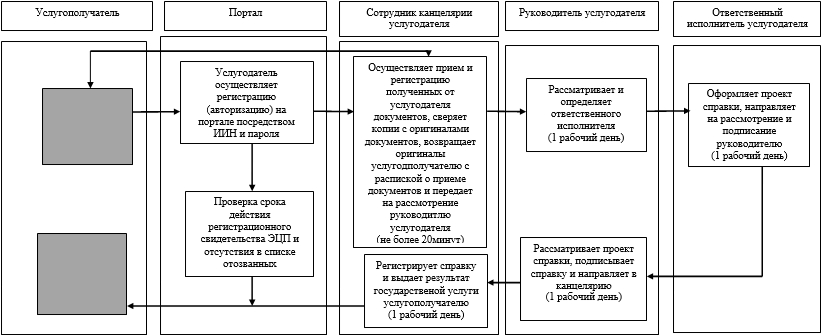 Услугополучатель
Портал
Сотрудник канцелярии
услугодателя
Руководитель услугодателя
Ответственный
исполнитель услугодателя
Услугодатель
осуществляет
регистрацию
(авторизацию) на
портале посредством
ИИН и пароля
Проверка срока
действия
регистрационного
свидетельства ЭЦП и
отсутствия в списке
отозванных
Осуществляет прием и
регистрацию
полученных от
услугодателя
документов, сверяет
копии с оригиналами
документов, возвращает
оригиналы
услугодполучателю с
распиской о приеме
документов и передает
на рассмотрение
руководитлю
услугодателя
(не более 20минут)
Регистрирует справку
и выдает результат
государственой услуги
услугополучателю
(1 рабочий день)
Рассматривает и
определяет
ответственного
исполнителя
(1 рабочий день)
Рассматривает проект
справки, подписывает
справку и направляет в
канцелярию
(1 рабочий день)
Оформляет проект
справки, направляет
на рассмотрение и
подписание
руководителю
(1 рабочий день)